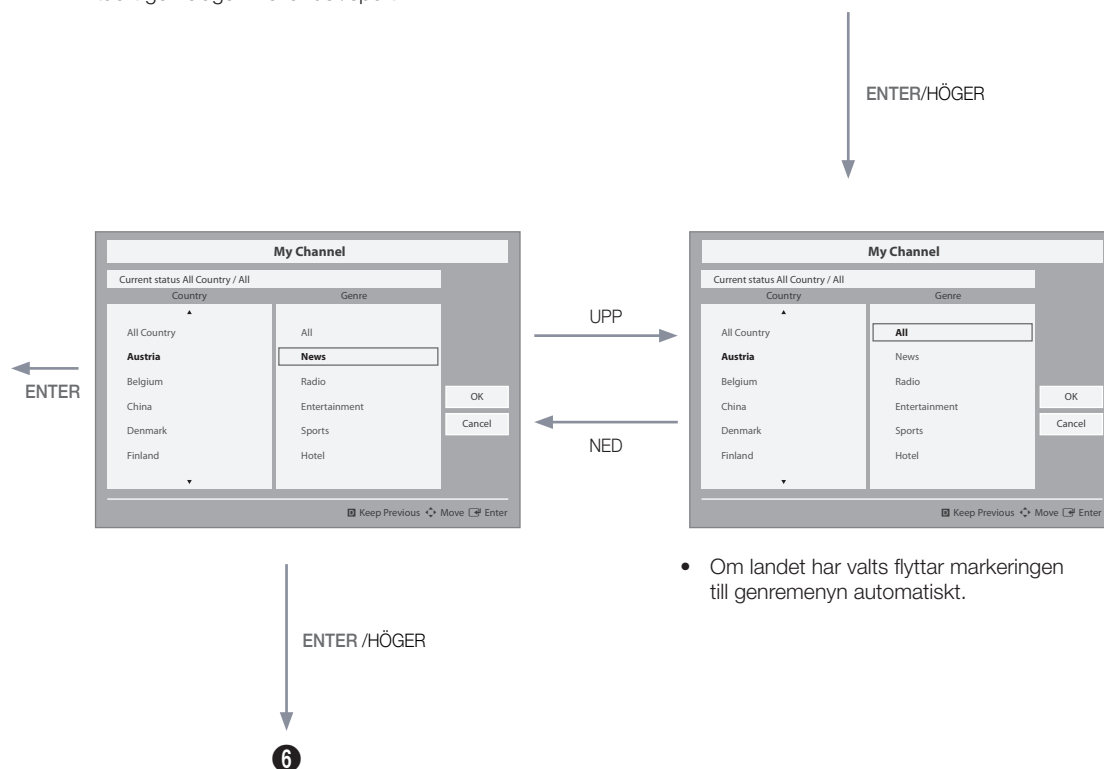 ENTER/HÖGER
My Channel
Current status All Country / All
Country Genre
All Country All
Austria News
Belgium Radio
China Entertainment
Denmark Sports
Finland Hotel
OK
Cancel
D Keep Previous Move Enter
ENTER
UPP
NED
My Channel
Current status All Country / All
Country Genre
All Country All
Austria News
Belgium Radio
China Entertainment
Denmark Sports
Finland Hotel
OK
Cancel
D Keep Previous Move Enter
• Om landet har valts flyttar markeringen
till genremenyn automatiskt.
ENTER /HÖGER
6